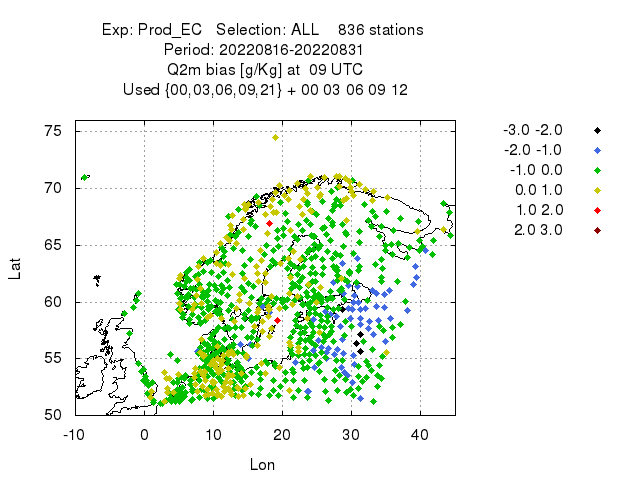 Exp: Prod_EC   Selection: ALL    836 stations
Period: 20220816-20220831
Q2m bias [g/Kg] at  09 UTC
Used {00,03,06,09,21} + 00 03 06 09 12
-3.0 -2.0
-2.0 -1.0
-1.0 0.0
0.0 1.0
1.0 2.0
2.0 3.0
75
70
65
60
55
50
Lat
-10 0 10 20 30 40
Lon